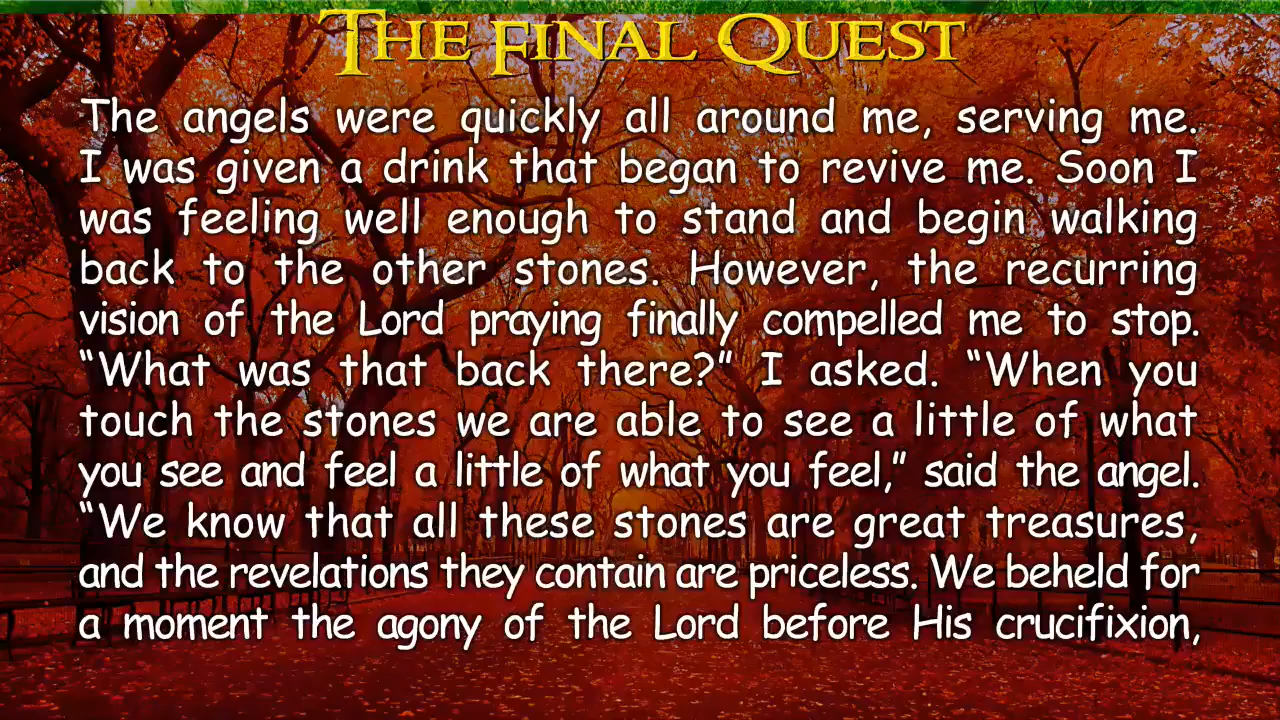 THE FINAL QUEST
The angels were quickly all around me, serving me.
I was given a drink that began to revive me. Soon I
was feeling well enough to stand and begin walking
back to the other stones. However, the recurring
vision of the Lord praying finally compelled me to stop.
“What was that back there?” I asked. “When you
touch the stones we are able to see a little of what
you see and feel a little of what you feel,” said the angel.
“We know that all these stones are great treasures,
and the revelations they contain are priceless. We beheld for
a moment the agony of the Lord before His crucifixion,